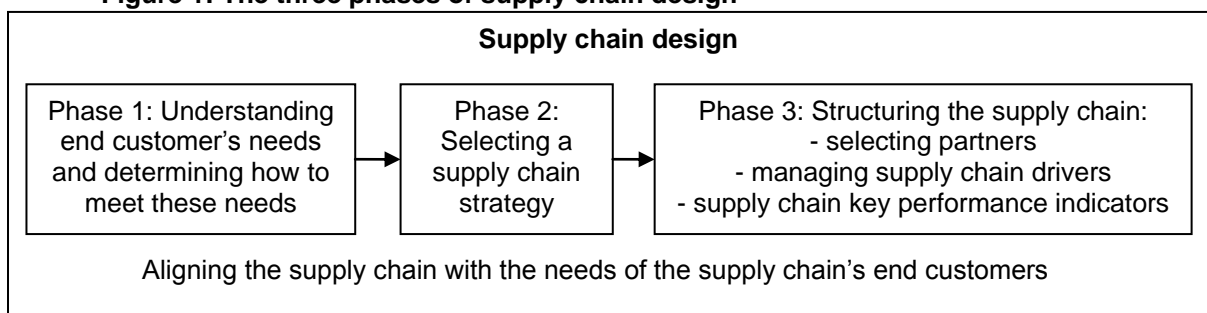 Figure 1: The three phases of supply chain design
Supply chain design
Phase 1: Understanding
end customer's needs
and determining how to
meet these needs
Phase 2:
Selecting a
supply chain
strategy
Phase 3: Structuring the supply chain:
- selecting partners
- managing supply chain drivers
- supply chain key performance indicators
Aligning the supply chain with the needs of the supply chain's end customers